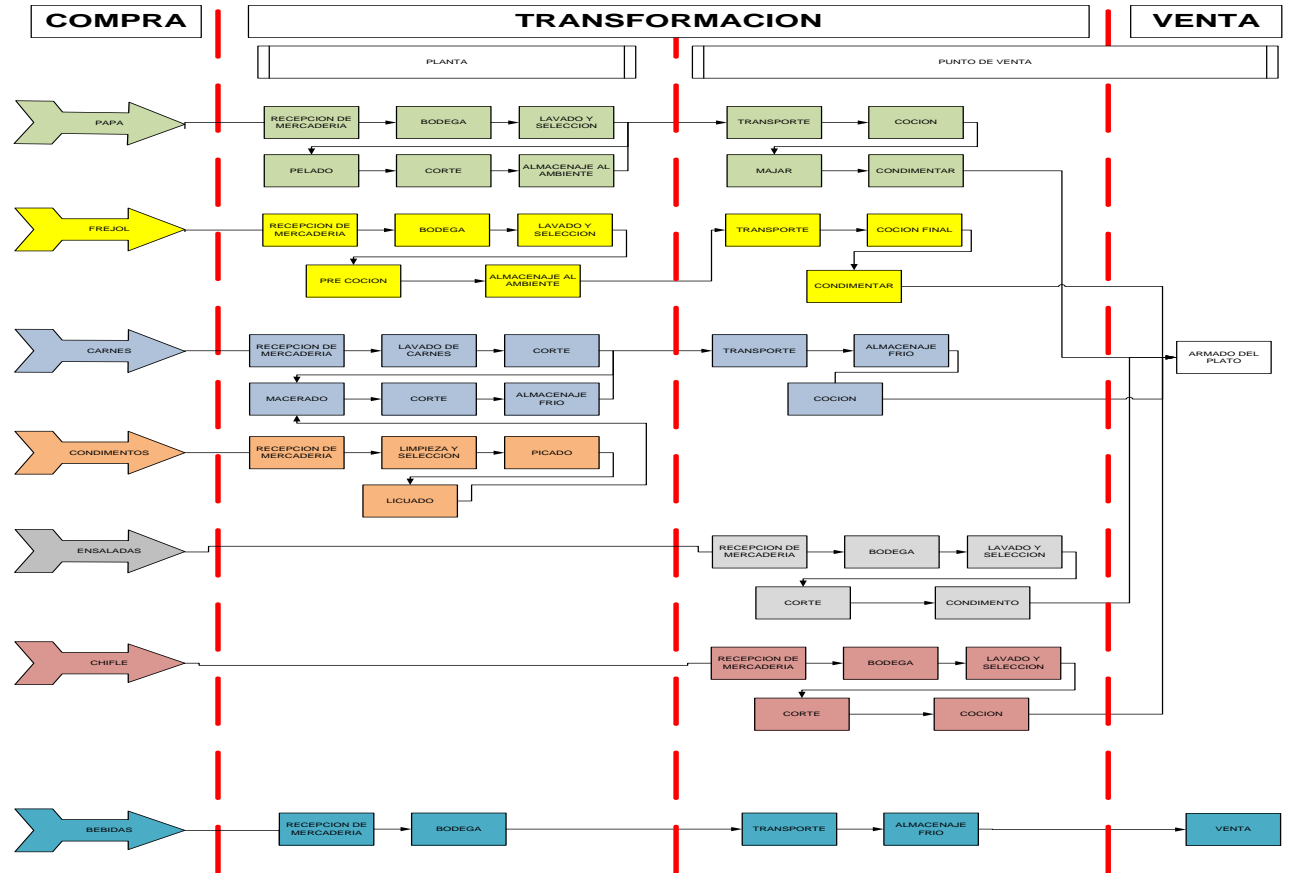 COMPRA
TRANSFORMACION
VENTA
PLANTA
PUNTO DE VENTA
PAPA
RECEPCION DE
MERCADERIA
BODEGA
LAVADO Y
SELECCION
TRANSPORTE
COCION
PELADO
CORTE
ALMACENAJE AL
AMBIENTE
MAJAR
CONDIMENTAR
FREJOL
RECEPCION DE
MERCADERIA
BODEGA
LAVADO Y
SELECCION
TRANSPORTE
COCION FINAL
PRE COCION
ALMACENAJE AL
AMBIENTE
CONDIMENTAR
CARNES
RECEPCION DE
MERCADERIA
LAVADO DE
CARNES
CORTE
TRANSPORTE
ALMACENAJE
FRIO
ARMADO DEL
PLATO
MACERADO
CORTE
ALMACENAJE
FRIO
COCION
CONDIMENTOS
RECEPCION DE
MERCADERIA
LIMPIEZA Y
SELECCION
PICADO
LICUADO
ENSALADAS
RECEPCION DE
MERCADERIA
BODEGA
LAVADO Y
SELECCION
CORTE
CONDIMENTO
CHIFLE
RECEPCION DE
MERCADERIA
BODEGA
LAVADO Y
SELECCION
CORTE
COCION
BEBIDAS
RECEPCION DE
MERCADERIA
BODEGA
TRANSPORTE
ALMACENAJE
FRIO
VENTA